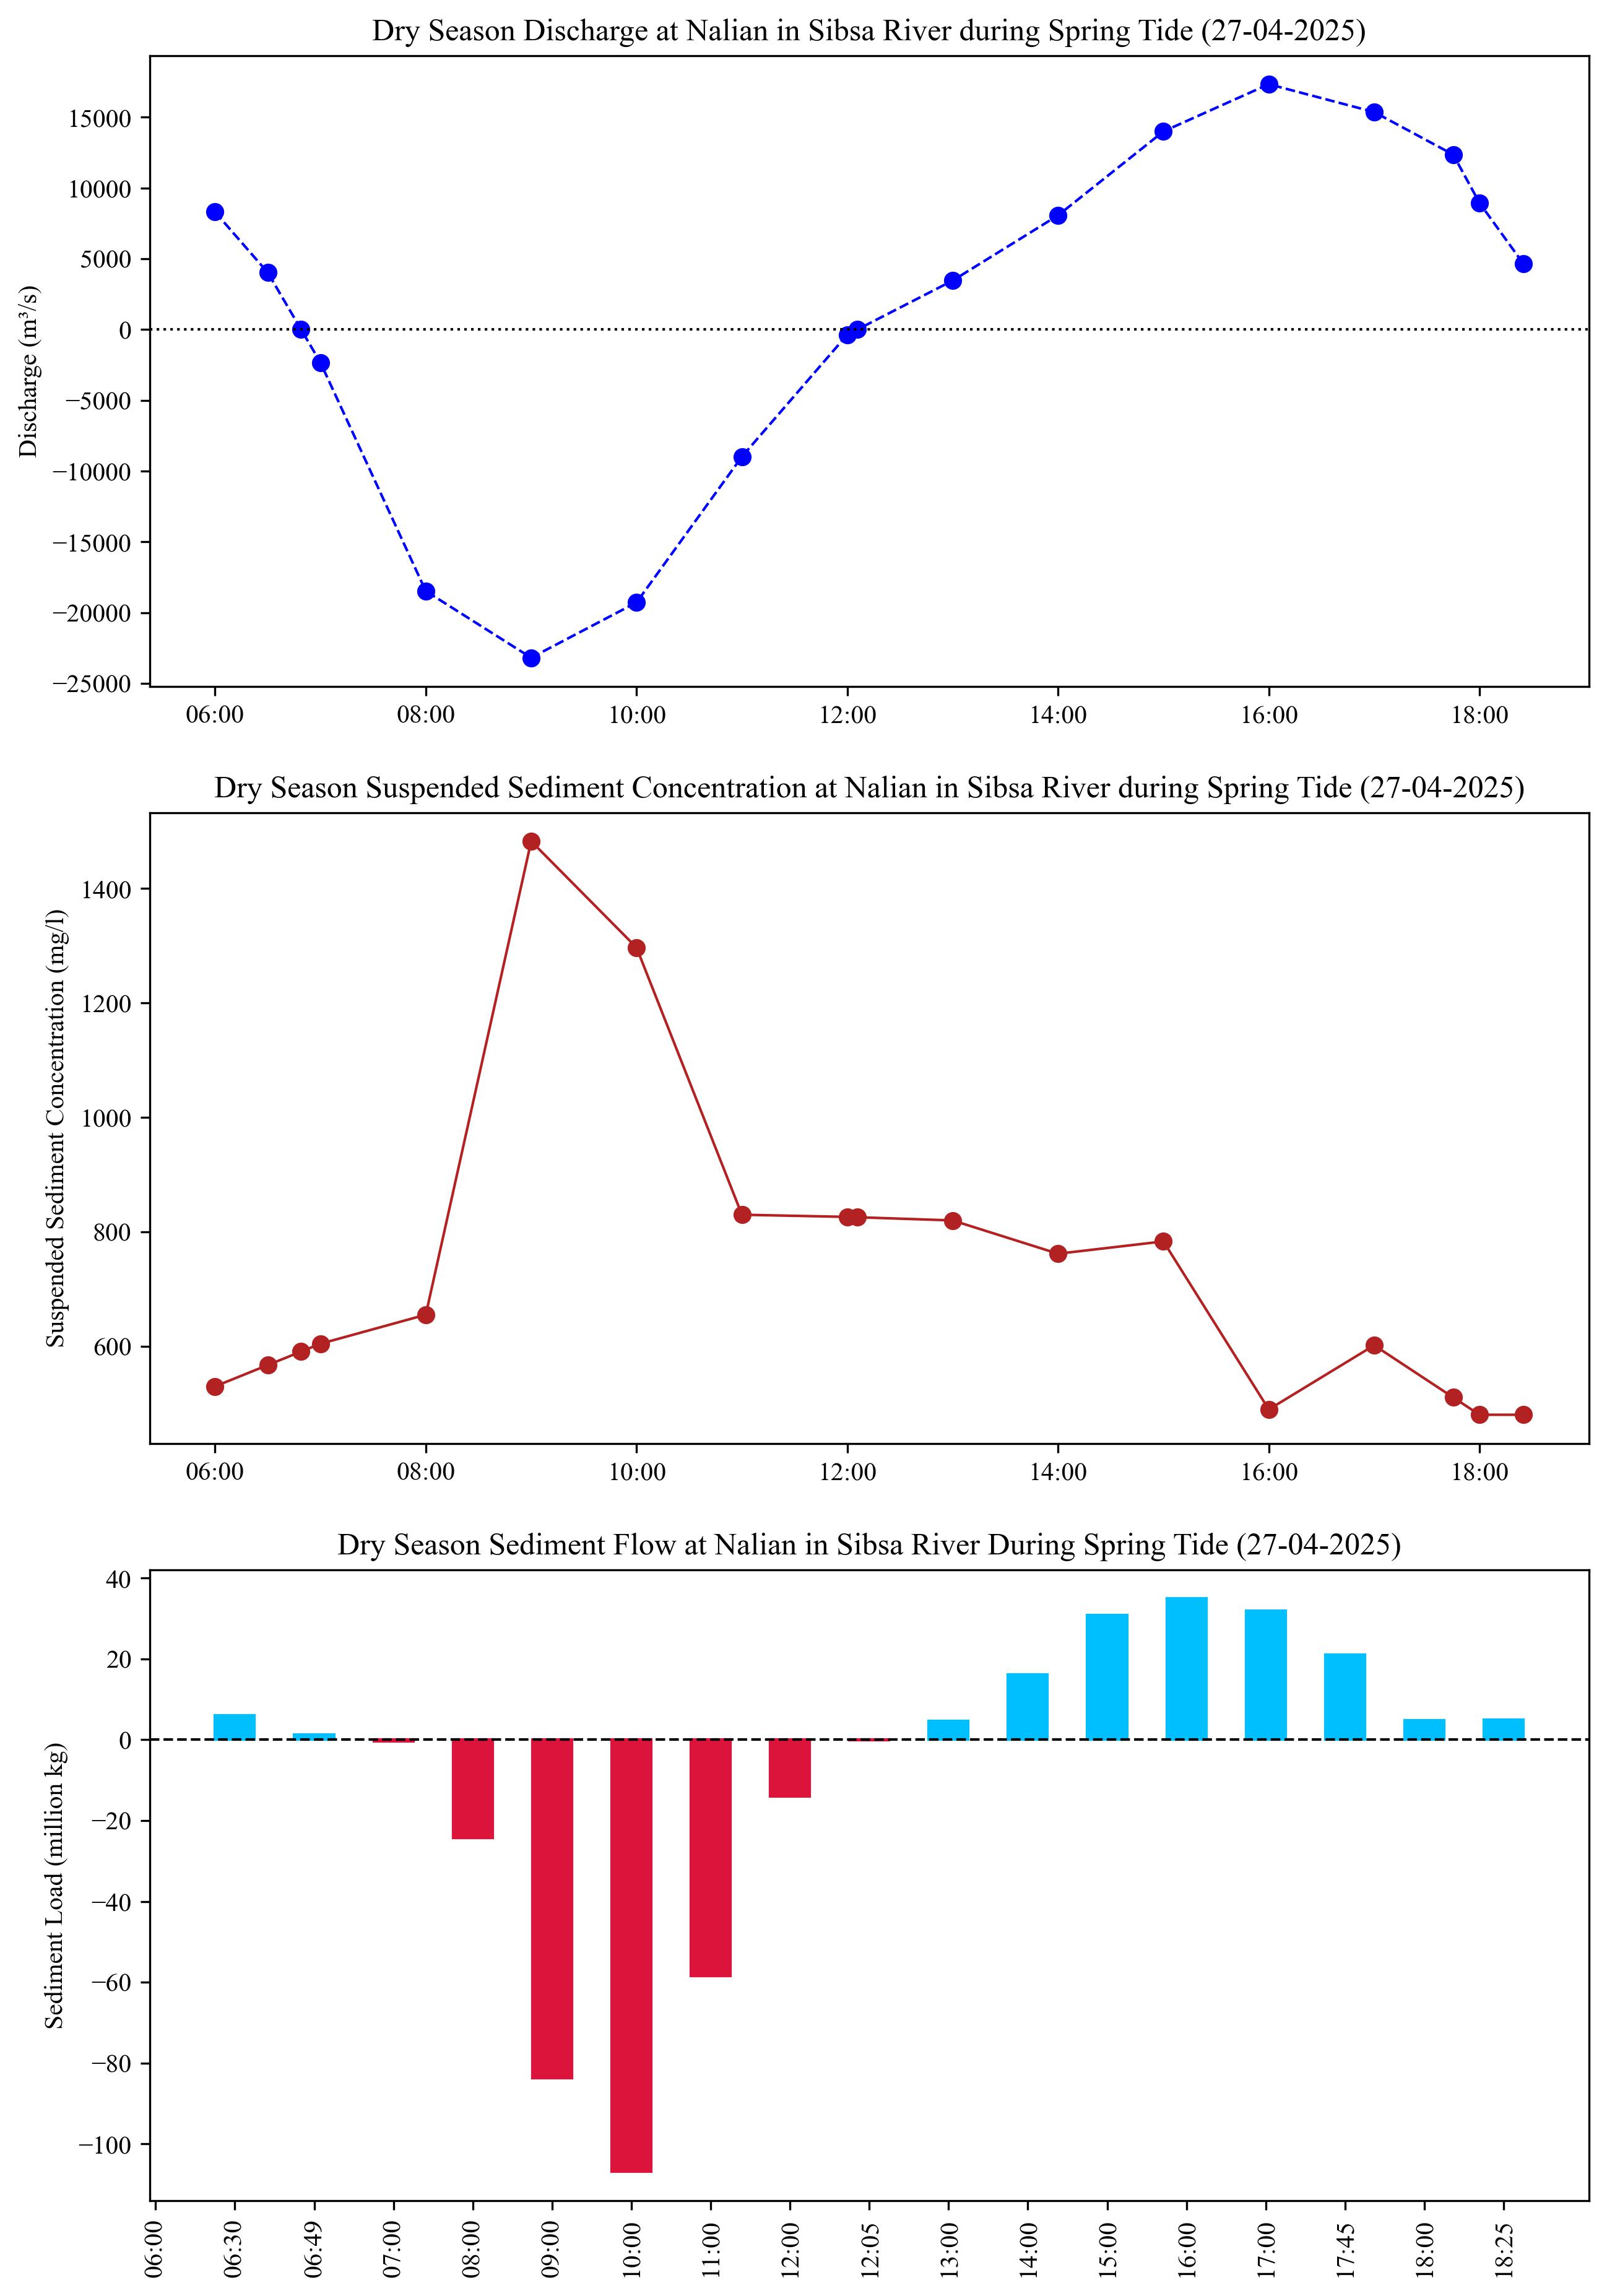 Dry Season Discharge at Nalian in Sibsa River during Spring Tide (27-04-2025)
Discharge (m³/s)
15000
10000
5000
0
−5000
−10000
−15000
−20000
−25000
06:00 08:00 10:00 12:00 14:00 16:00 18:00
Dry Season Suspended Sediment Concentration at Nalian in Sibsa River during Spring Tide (27-04-2025)
Suspended Sediment Concentration (mg/l)
1400
1200
1000
800
600
06:00 08:00 10:00 12:00 14:00 16:00 18:00
Dry Season Sediment Flow at Nalian in Sibsa River During Spring Tide (27-04-2025)
Sediment Load (million kg)
40
20
0
−20
−40
−60
−80
−100
06:00 06:30 06:49 07:00 08:00 09:00 10:00 11:00 12:00 12:05 13:00 14:00 15:00 16:00 17:00 17:45 18:00 18:25